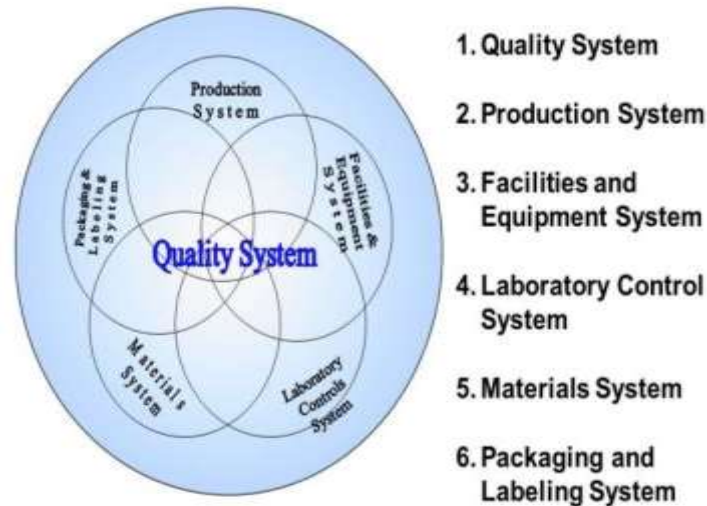 Production
System
Packaging &
Labeling
System
Facilities &
Equipment
System
Quality System
Materials
System
Laboratory
Controls
System
1. Quality System
2. Production System
3. Facilities and
Equipment System
4. Laboratory Control
System
5. Materials System
6. Packaging and
Labeling System